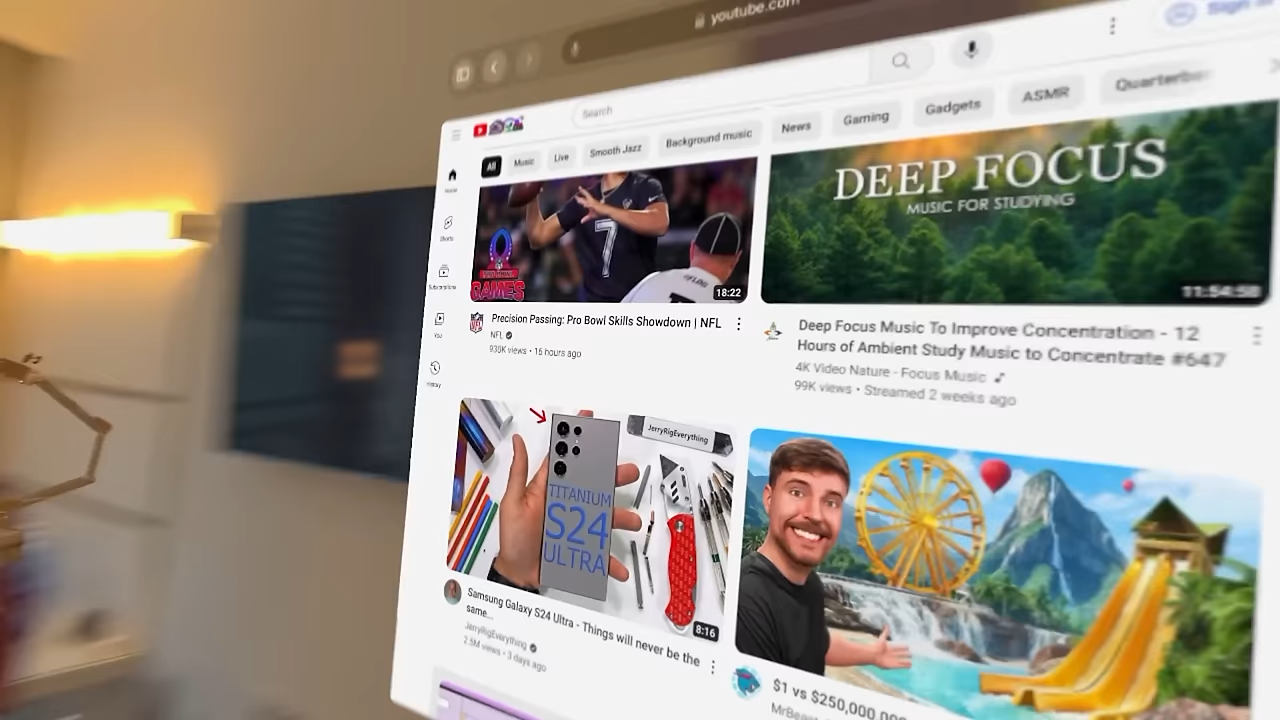 youtube.com
Sign in
Search
All
Music
Live
Smooth Jazz
Background music
News
Gaming
Gadgets
ASMR
Home
Shorts
Subscriptions
You
History
7
GAMES
18:22
Precision Passing: Pro Bowl Skills Showdown | NFL
NFL
930K views • 15 hours ago
DEEP FOCUS
MUSIC FOR STUDYING
11:54:58
Deep Focus Music To Improve Concentration - 12
Hours of Ambient Study Music to Concentrate #647
4K Video Nature - Focus Music
99K views • Streamed 2 weeks ago
JerryRigEverything
TITANIUM
S24
ULTRA
8:16
Samsung Galaxy S24 Ultra - Things will never be the
same...
JerryRigEverything
2.5M views • 3 days ago
$1 vs $250,000,000